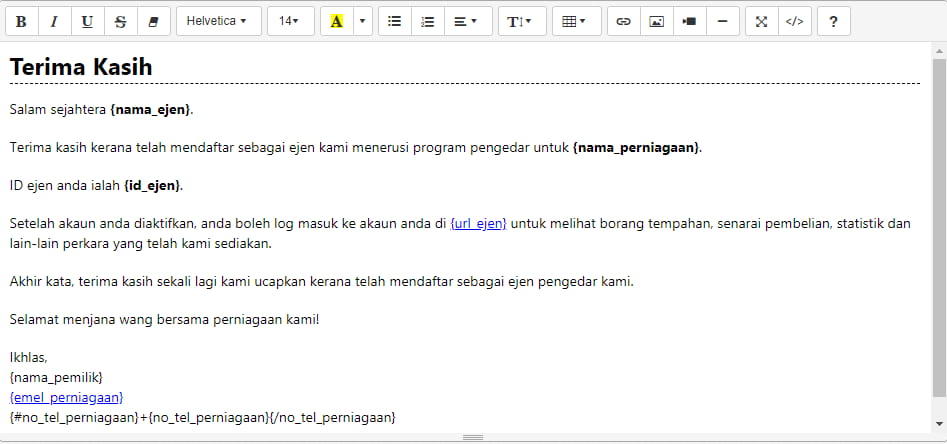 B I U S Helvetica 14 A T ?
Terima Kasih
Salam sejahtera {nama_ejen}.
Terima kasih kerana telah mendaftar sebagai ejen kami menerusi program pengedar untuk {nama_perniagaan}.
ID ejen anda ialah {id_ejen}.
Setelah akaun anda diaktifkan, anda boleh log masuk ke akaun anda di {url_ejen} untuk melihat borang tempahan, senarai pembelian, statistik dan
lain-lain perkara yang telah kami sediakan.
Akhir kata, terima kasih sekali lagi kami ucapkan kerana telah mendaftar sebagai ejen pengedar kami.
Selamat menjana wang bersama perniagaan kami!
Ikhlas,
{nama_pemilik}
{emel_perniagaan}
{#no_tel_perniagaan}+{no_tel_perniagaan}{/no_tel_perniagaan}